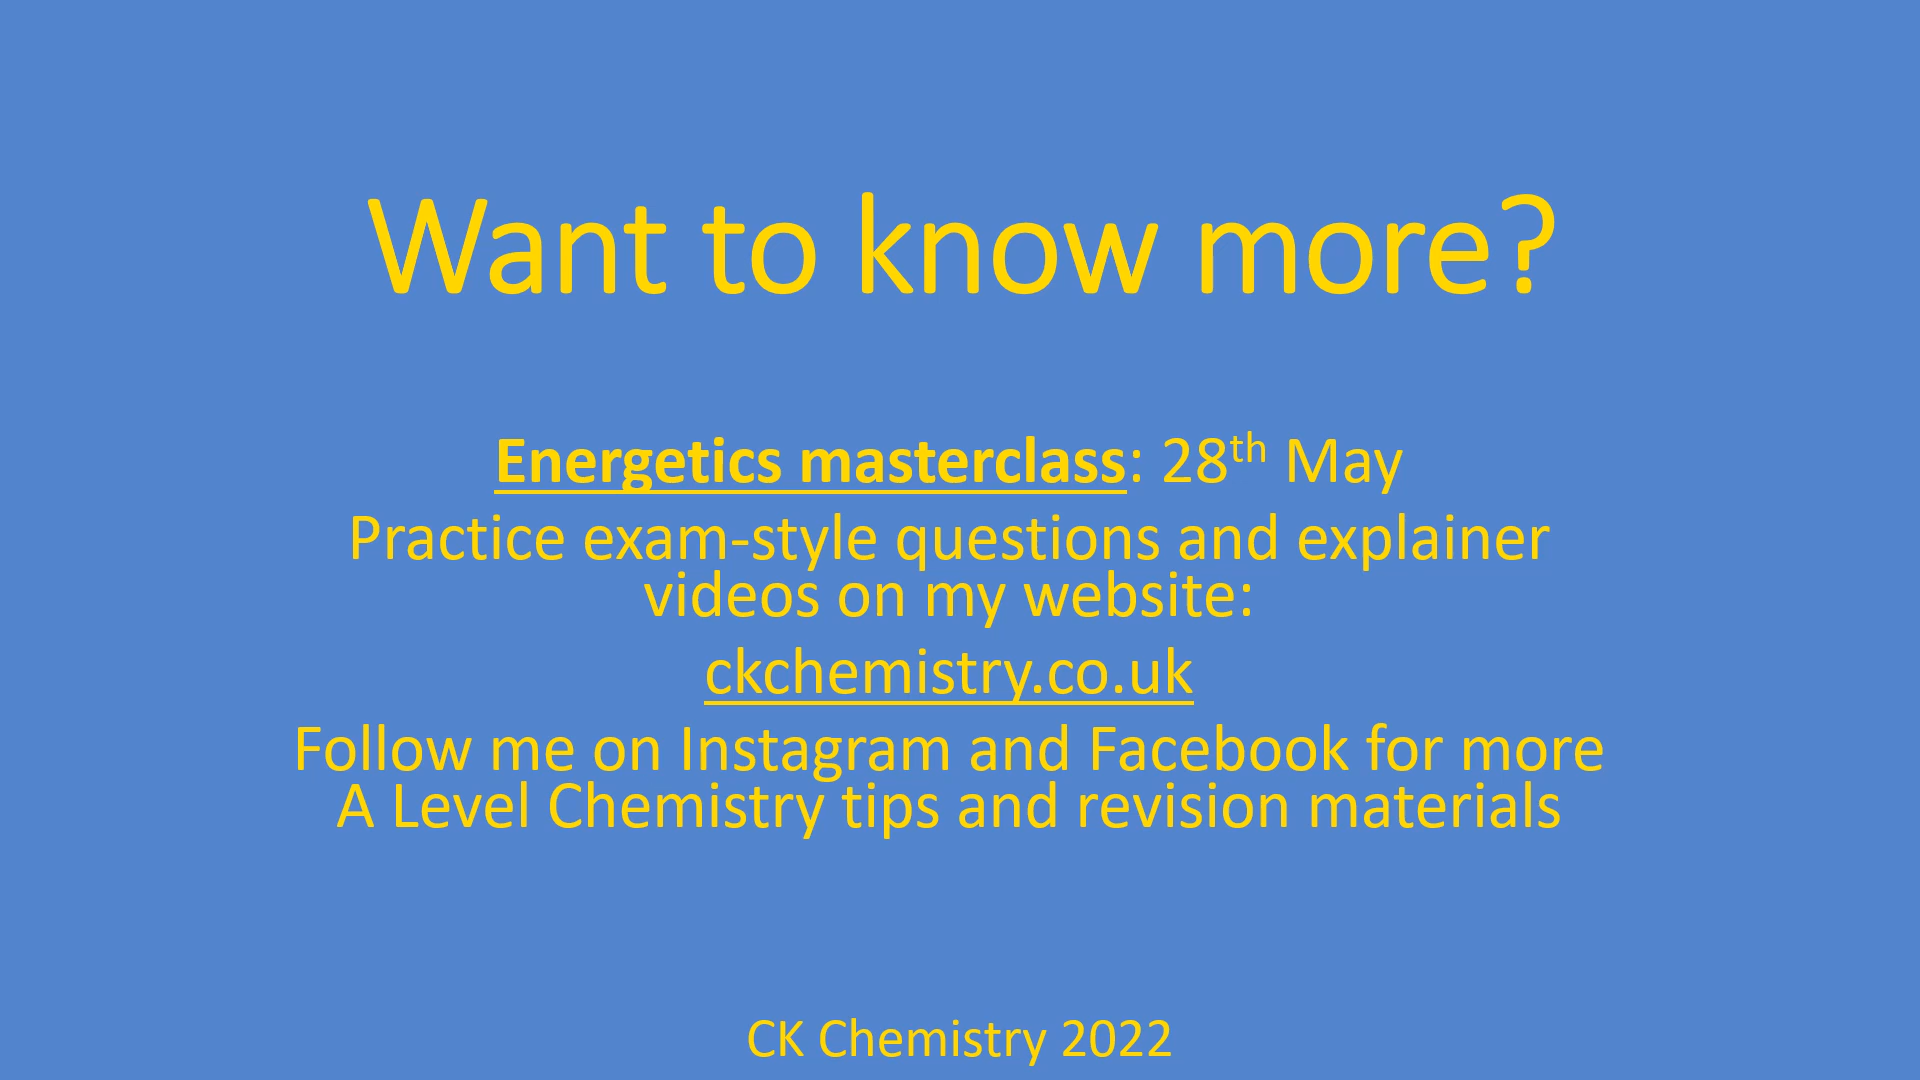 Want to know more?
Energetics masterclass: 28th May
Practice exam-style questions and explainer
videos on my website:
ckchemistry.co.uk
Follow me on Instagram and Facebook for more
A Level Chemistry tips and revision materials
CK Chemistry 2022